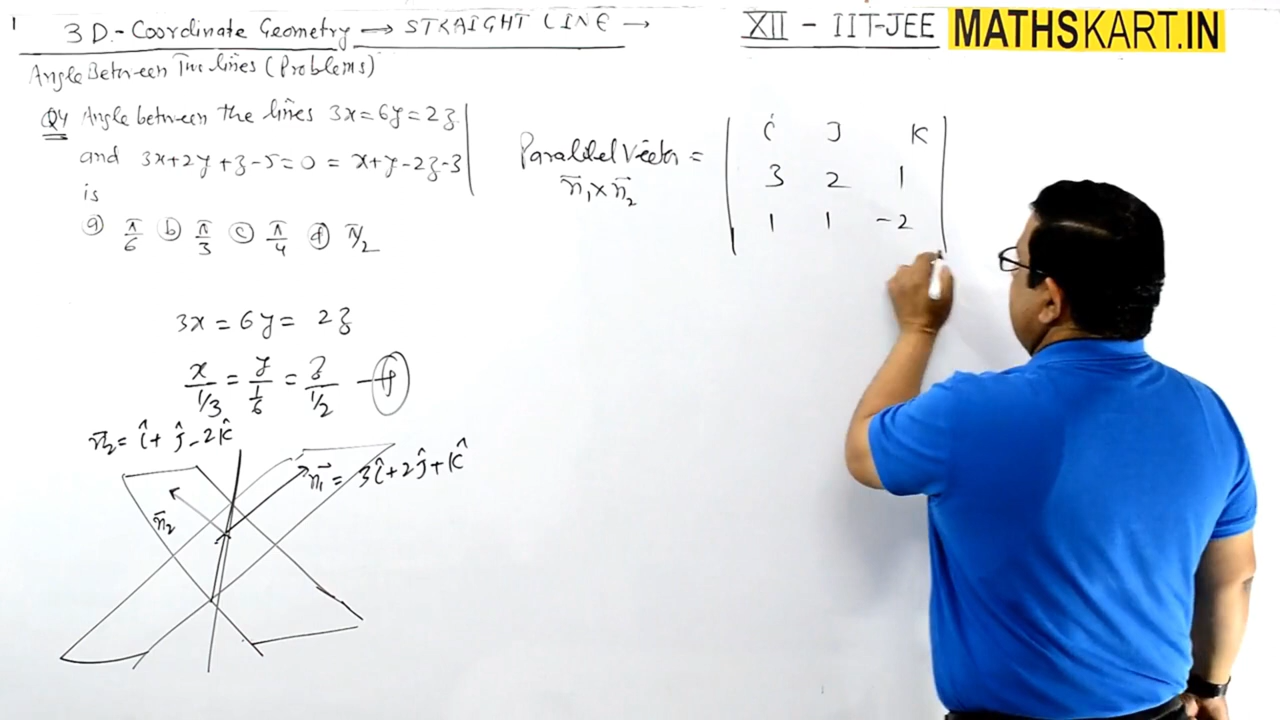 1
3D.-Coordinate Geometry → STRAIGHT LINE →
XII - IIT-JEE MATHSKART.IN
Angle Between Two lines (Problems)
Q4 Angle between the lines 3x = 6y = 2z
and 3x+2y+z-5=0 = x+y-2z-3
is
a π/6 b π/3 c π/4 d π/2
3x = 6y = 2z
x/1/3 = y/1/6 = z/1/2 - 1
n⃗2 = î + ĵ - 2k̂
n⃗1 = 3î + 2ĵ + k̂
n⃗2
Parallel Vector =
n̄1 × n̄2
i J K
3 2 1
1 1 -2